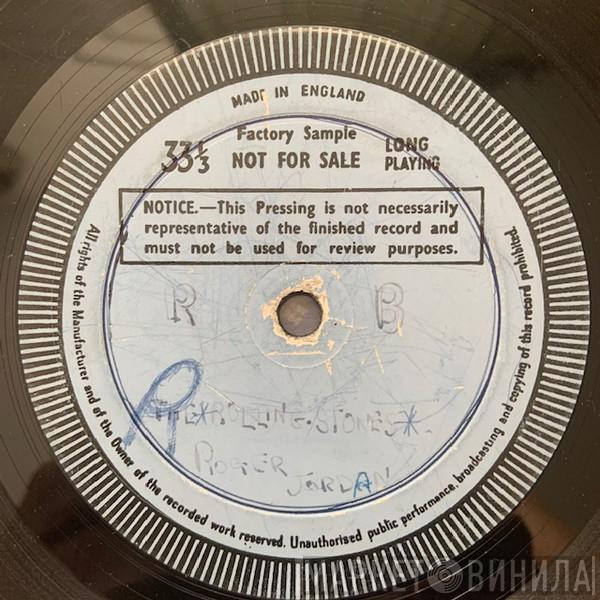 MADE IN ENGLAND
Factory Sample
33⅓ NOT FOR SALE LONG PLAYING
NOTICE.—This Pressing is not necessarily
representative of the finished record and
must not be used for review purposes.
R B
R
THE*ROLLING.STONES*.
ROGER
JORDAN
All rights of the Manufacturer and of the Owner of the recorded work reserved. Unauthorised public performance, broadcasting and copying of this record prohibited.
МАРКЕТ ВИНИЛА